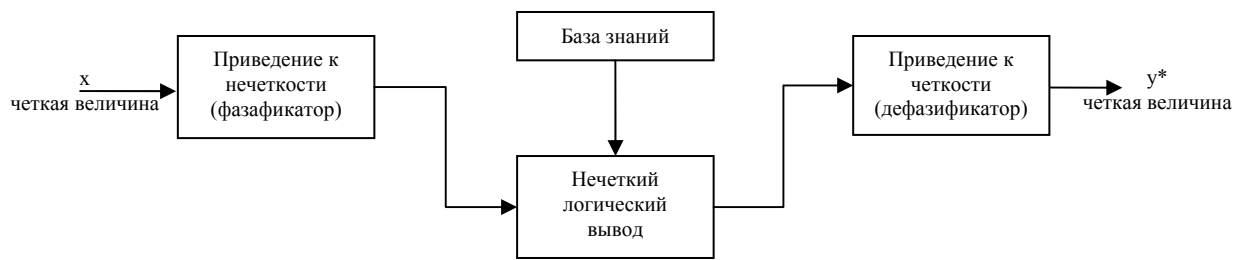 x
четкая величина
Приведение к
нечеткости
(фазафикатор)
База знаний
Нечеткий
логический
вывод
Приведение к
четкости
(дефазификатор)
y*
четкая величина